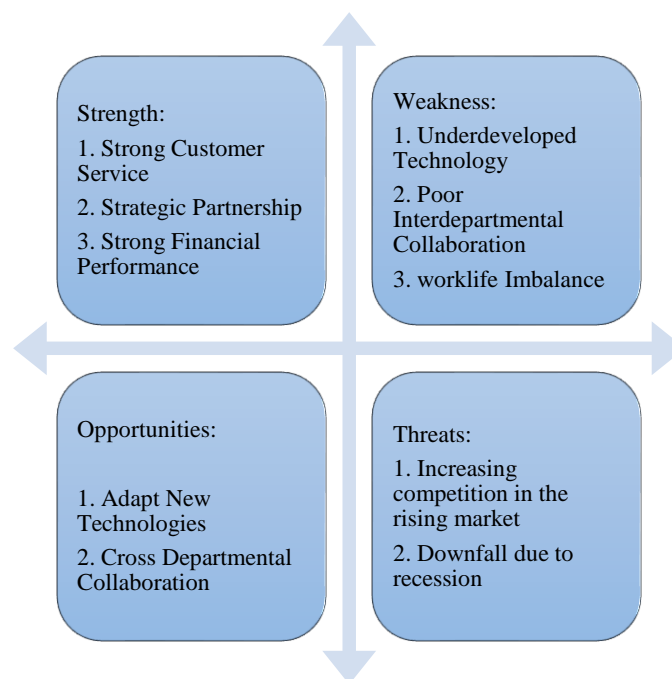 Strength:
1. Strong Customer
Service
2. Strategic Partnership
3. Strong Financial
Performance
Weakness:
1. Underdeveloped
Technology
2. Poor
Interdepartmental
Collaboration
3. worklife Imbalance
Opportunities:
1. Adapt New
Technologies
2. Cross Departmental
Collaboration
Threats:
1. Increasing
competition in the
rising market
2. Downfall due to
recession